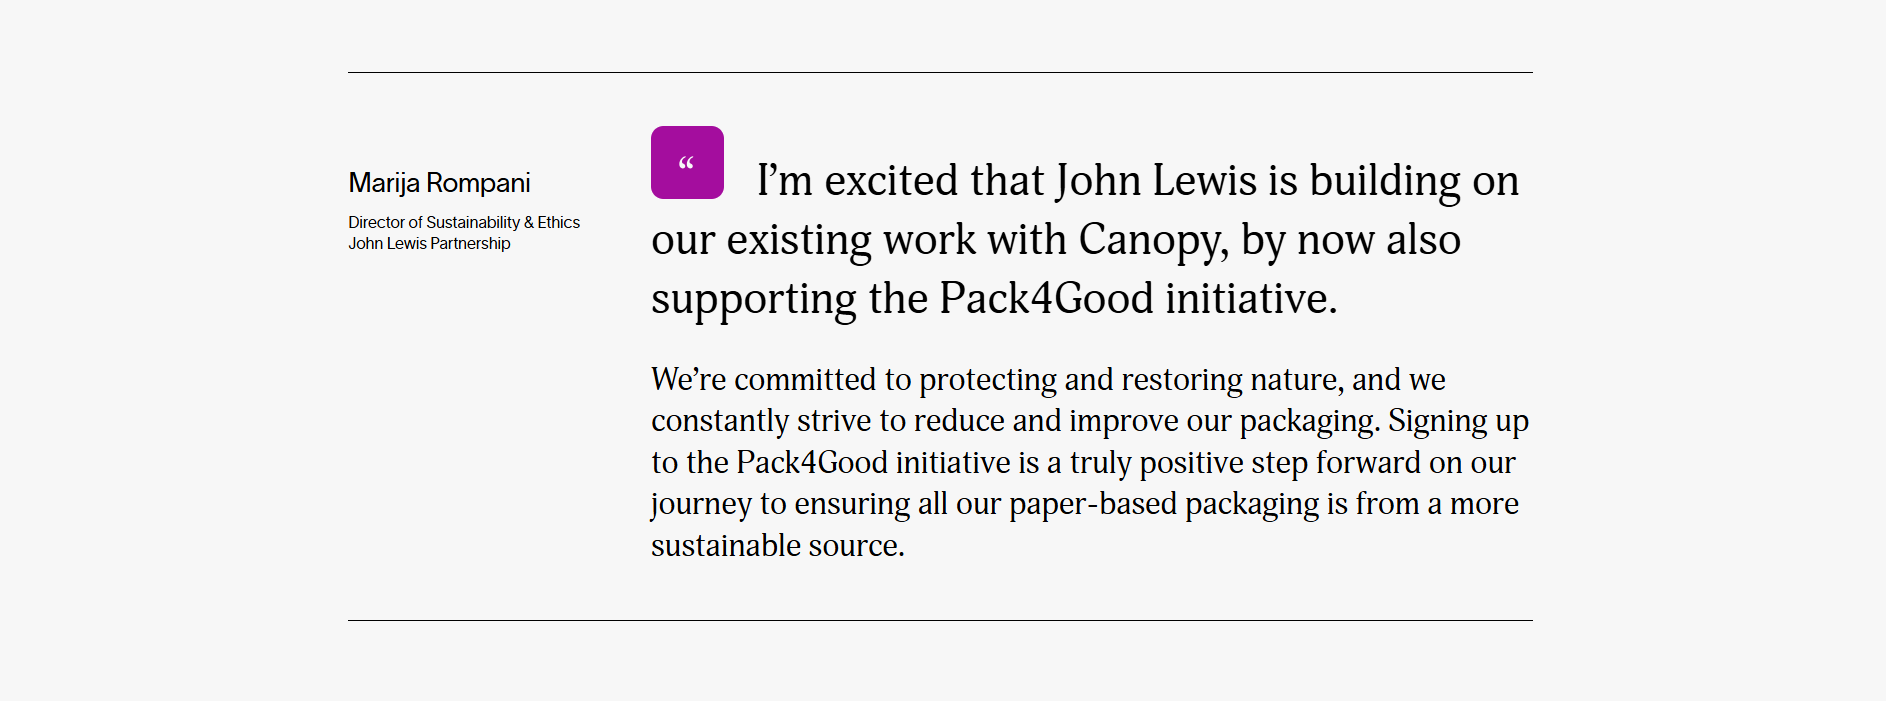 Marija Rompani
Director of Sustainability & Ethics
John Lewis Partnership
“
I’m excited that John Lewis is building on
our existing work with Canopy, by now also
supporting the Pack4Good initiative.
We’re committed to protecting and restoring nature, and we
constantly strive to reduce and improve our packaging. Signing up
to the Pack4Good initiative is a truly positive step forward on our
journey to ensuring all our paper-based packaging is from a more
sustainable source.